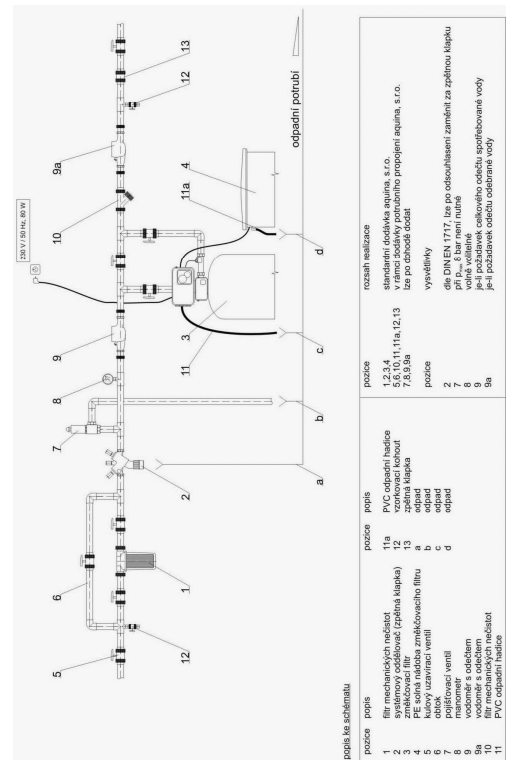 230 V / 50 Hz, 80 W
5
6
7
8
9
10
9a
12
13
12
1
2
11
3
4
11a
a
b
c
d
odpadní potrubí
popis ke schématu
pozice popis
1 filtr mechanických nečistot
2 systémový oddělovač (zpětná klapka)
3 změkčovací filtr
4 PE solná nádoba změkčovacího filtru
5 kulový uzavírací ventil
6 obtok
7 pojišťovací ventil
8 manometr
9 vodoměr s odečtem
9a vodoměr s odečtem
10 filtr mechanických nečistot
11 PVC odpadní hadice
pozice popis
11a PVC odpadní hadice
12 vzorkovací kohout
13 zpětná klapka
a odpad
b odpad
c odpad
d odpad
pozice rozsah realizace
1,2,3,4 standardní dodávka aquina, s.r.o.
5,6,10,11,11a,12,13 v rámci dodávky potrubního propojení aquina, s.r.o.
7,8,9,9a lze po dohodě dodat
pozice vysvětlivky
2 dle DIN EN 1717, lze po odsouhlasení zaměnit za zpětnou klapku
7 při pmax 6 bar není nutné
8 volně volitelné
9 je-li požadavek celkového odečtu spotřebované vody
9a je-li požadavek odečtu odebrané vody